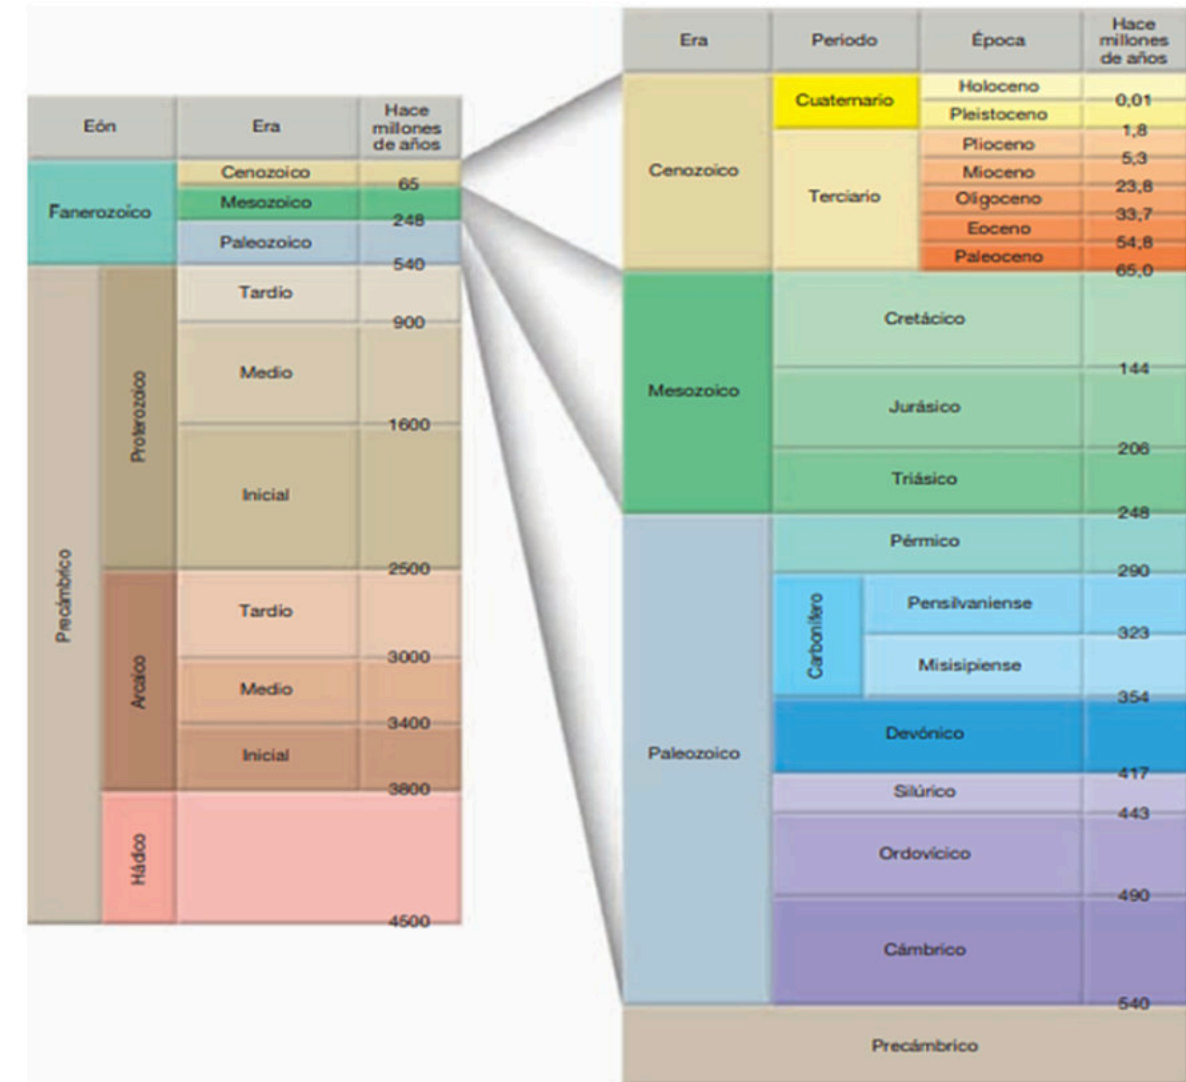 Eón
Era
Hace
millones
de años
Fanerozoico
Cenozoico
65
Mesozoico
248
Paleozoico
540
Precámbrico
Proterozoico
Tardío
900
Medio
1600
Inicial
2500
Arcaico
Tardío
3000
Medio
3400
Inicial
3800
Hádico
4500
Era
Periodo
Época
Hace
millones
de años
Cenozoico
Cuaternario
Holoceno
0,01
Pleistoceno
1,8
Terciario
Plioceno
5,3
Mioceno
23,8
Oligoceno
33,7
Eoceno
54,8
Paleoceno
65,0
Mesozoico
Cretácico
144
Jurásico
206
Triásico
248
Paleozoico
Pérmico
290
Carbonífero
Pensilvaniense
323
Misisipiense
354
Devónico
417
Silúrico
443
Ordovícico
490
Cámbrico
540
Precámbrico